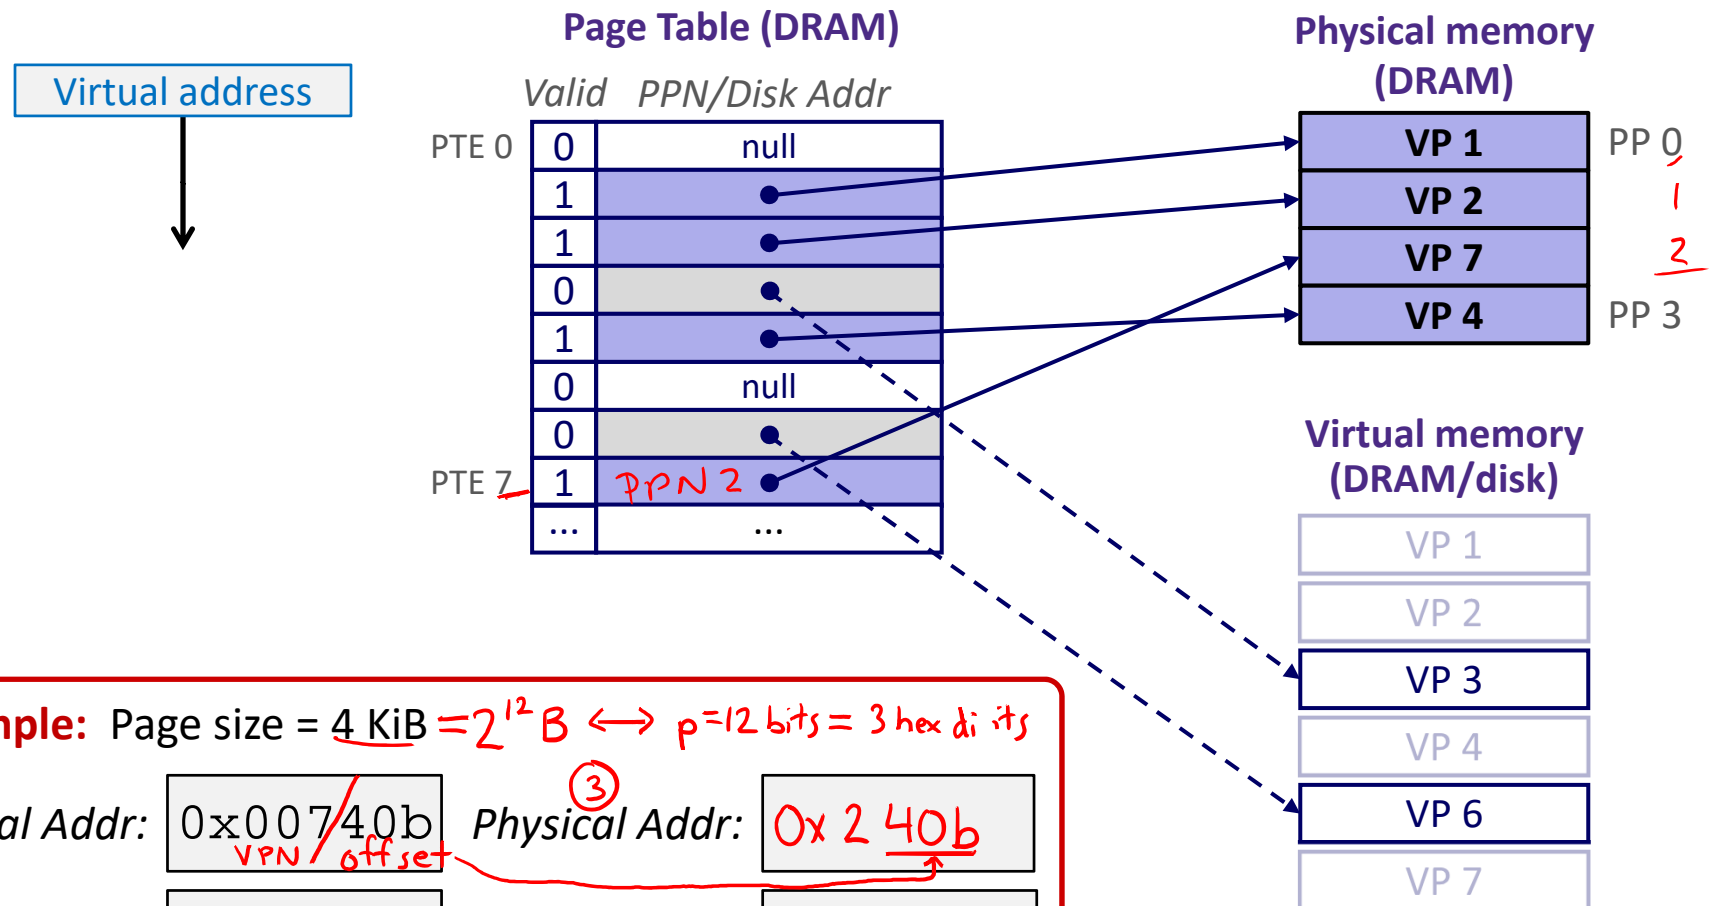 Page Table (DRAM)
Physical memory
(DRAM)
Virtual address
Valid PPN/Disk Addr
PTE 0 0 null
1
1
0
1
0 null
0
PTE 7 1 PPN 2
... ...
VP 1 PP 0
VP 2 1
VP 7 2
VP 4 PP 3
Virtual memory
(DRAM/disk)
VP 1
VP 2
VP 3
VP 4
VP 6
VP 7
mple: Page size = 4 KiB = 2^12 B ⟷ p=12 bits = 3 hex di its
3
al Addr: 0x00740b Physical Addr: 0x 2 40b
VPN / offset